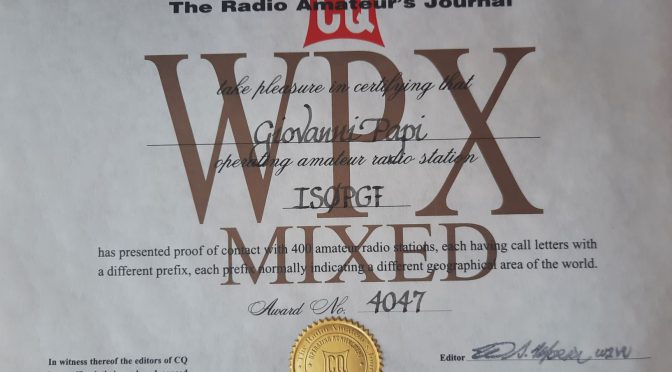 The Radio Amateur's Journal
CQ
WPX
take pleasure in certifying that
Giovanni Papi
operating amateur radio station
ISØPGF
MIXED
has presented proof of contact with 400 amateur radio stations, each having call letters with
a different prefix, each prefix normally indicating a different geographical area of the world.
Award No. 4047
In witness thereof the editors of CQ
Editor
CQ